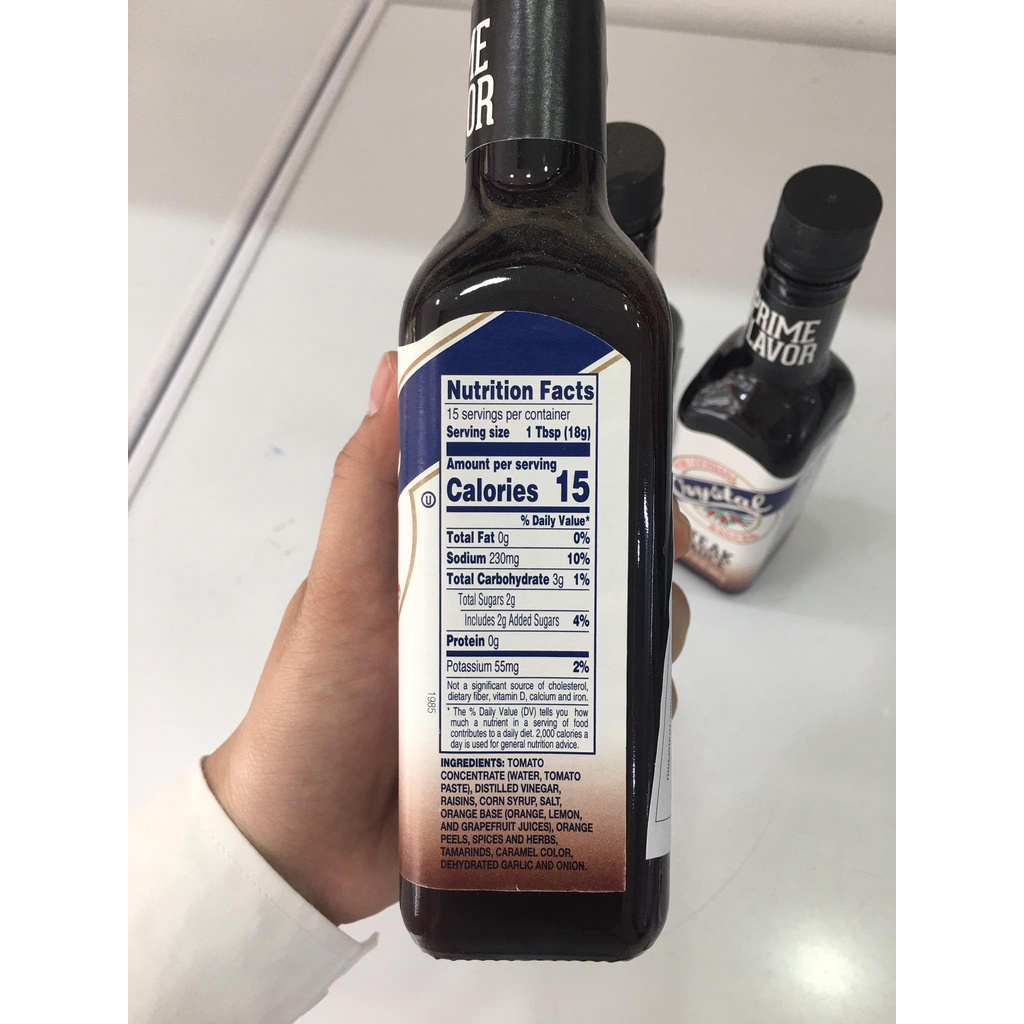 ME
OR
Nutrition Facts
15 servings per container
Serving size 1 Tbsp (18g)
Amount per serving
Calories 15
% Daily Value*
Total Fat 0g 0%
Sodium 230mg 10%
Total Carbohydrate 3g 1%
Total Sugars 2g
Includes 2g Added Sugars 4%
Protein 0g
Potassium 55mg 2%
Not a significant source of cholesterol,
dietary fiber, vitamin D, calcium and iron.
* The % Daily Value (DV) tells you how
much a nutrient in a serving of food
contributes to a daily diet. 2,000 calories a
day is used for general nutrition advice.
INGREDIENTS: TOMATO
CONCENTRATE (WATER, TOMATO
PASTE), DISTILLED VINEGAR,
RAISINS, CORN SYRUP, SALT,
ORANGE BASE (ORANGE, LEMON,
AND GRAPEFRUIT JUICES), ORANGE
PEELS, SPICES AND HERBS,
TAMARINDS, CARAMEL COLOR,
DEHYDRATED GARLIC AND ONION.
U
1985
PRIME
LAVOR
Crystal